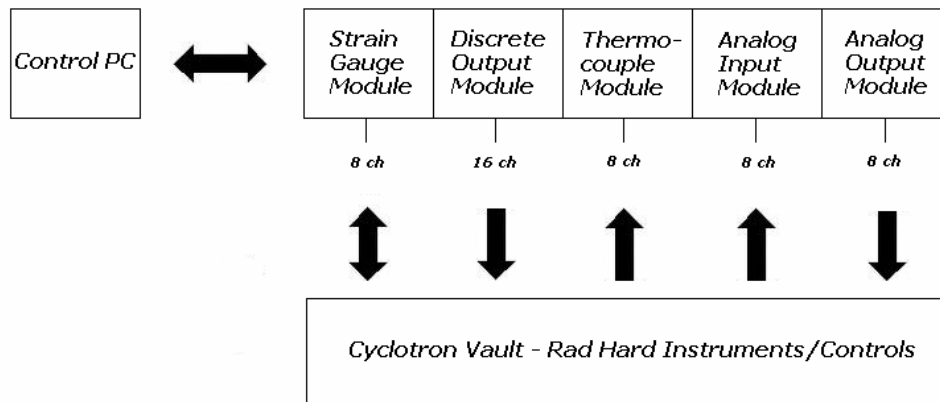 Control PC
Strain
Gauge
Module
Discrete
Output
Module
Thermo-
couple
Module
Analog
Input
Module
Analog
Output
Module
8 ch
16 ch
8 ch
8 ch
8 ch
Cyclotron Vault - Rad Hard Instruments/Controls